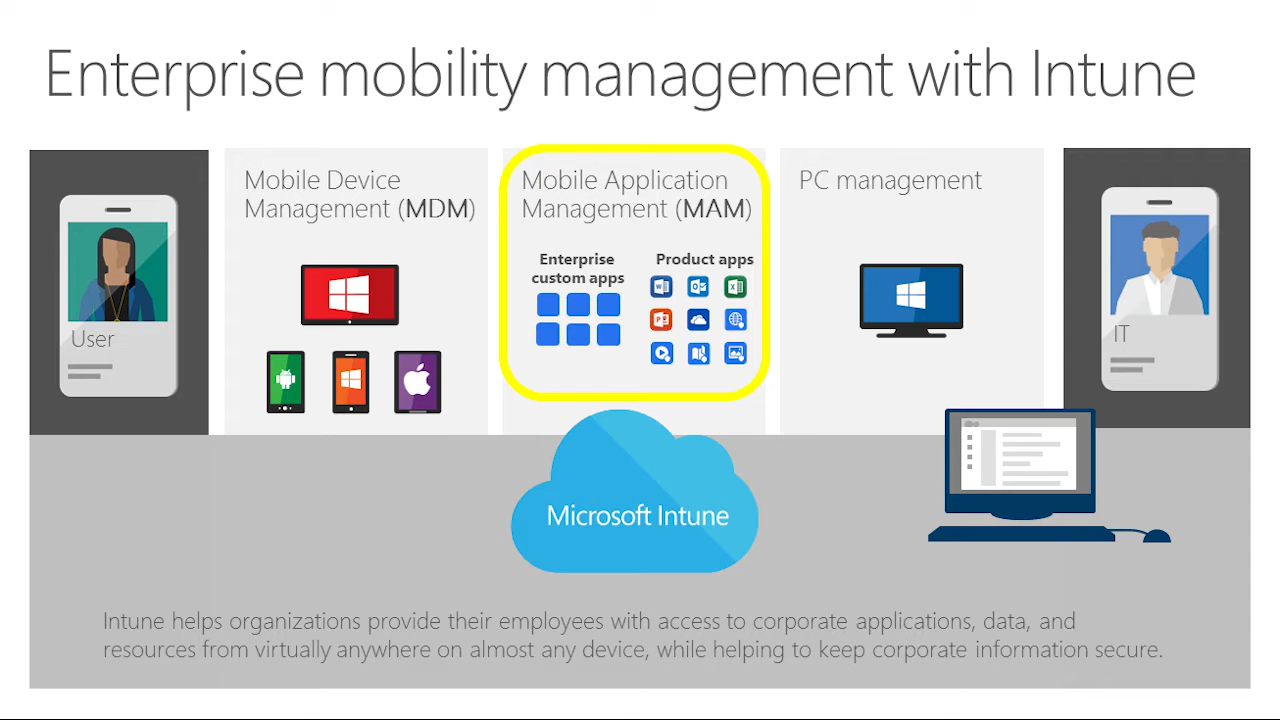 Enterprise mobility management with Intune
User
Mobile Device
Management (MDM)
Mobile Application
Management (MAM)
Enterprise
custom apps
Product apps
PC management
IT
Microsoft Intune
Intune helps organizations provide their employees with access to corporate applications, data, and
resources from virtually anywhere on almost any device, while helping to keep corporate information secure.